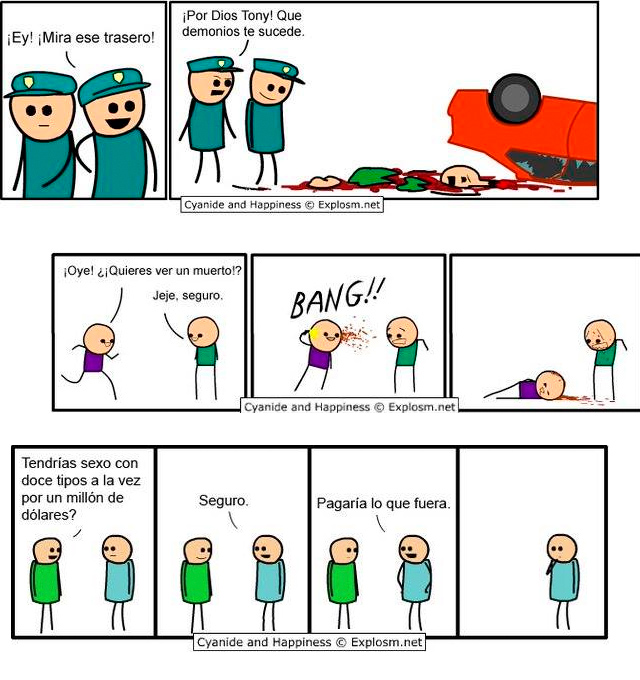 ¡Ey! ¡Mira ese trasero!
¡Por Dios Tony! Que
demonios te sucede.
Cyanide and Happiness © Explosm.net
¡Oye! ¿¡Quieres ver un muerto!?
Jeje, seguro.
BANG!!
Cyanide and Happiness © Explosm.net
Tendrías sexo con
doce tipos a la vez
por un millón de
dólares?
Seguro.
Pagaría lo que fuera.
Cyanide and Happiness © Explosm.net